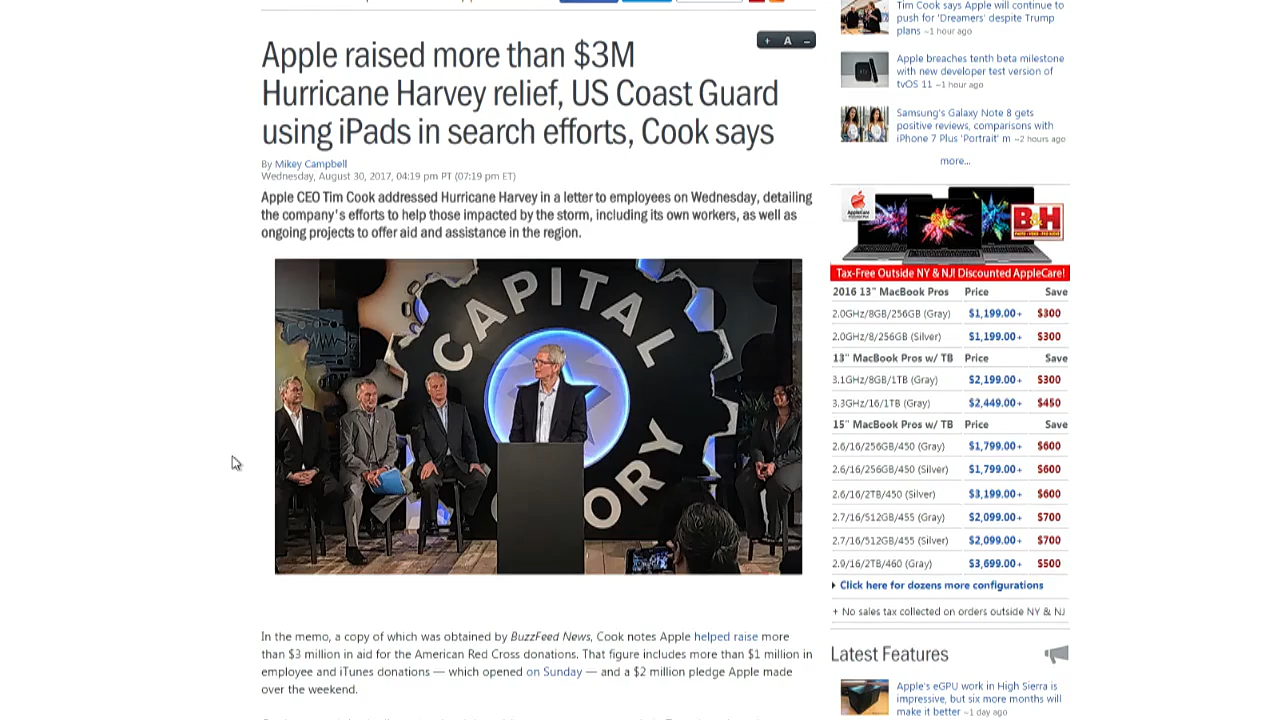 Apple raised more than $3M
Hurricane Harvey relief, US Coast Guard
using iPads in search efforts, Cook says
+ A –
By Mikey Campbell
Wednesday, August 30, 2017, 04:19 pm PT (07:19 pm ET)
Apple CEO Tim Cook addressed Hurricane Harvey in a letter to employees on Wednesday, detailing
the company's efforts to help those impacted by the storm, including its own workers, as well as
ongoing projects to offer aid and assistance in the region.
CAPITAL
ORY
In the memo, a copy of which was obtained by BuzzFeed News, Cook notes Apple helped raise more
than $3 million in aid for the American Red Cross donations. That figure includes more than $1 million in
employee and iTunes donations — which opened on Sunday — and a $2 million pledge Apple made
over the weekend.
Tim Cook says Apple will continue to
push for 'Dreamers' despite Trump
plans ~1 hour ago
Apple breaches tenth beta milestone
with new developer test version of
tvOS 11 ~1 hour ago
Samsung's Galaxy Note 8 gets
positive reviews, comparisons with
iPhone 7 Plus 'Portrait' m ~2 hours ago
more...
AppleCare
B&H
Tax-Free Outside NY & NJ! Discounted AppleCare!
2016 13" MacBook Pros Price Save
2.0GHz/8GB/256GB (Gray) $1,199.00+ $300
2.0GHz/8/256GB (Silver) $1,199.00+ $300
13" MacBook Pros w/ TB Price Save
3.1GHz/8GB/1TB (Gray) $2,199.00+ $300
3.3GHz/16/1TB (Gray) $2,449.00+ $450
15" MacBook Pros w/ TB Price Save
2.6/16/256GB/450 (Gray) $1,799.00+ $600
2.6/16/256GB/450 (Silver) $1,799.00+ $600
2.6/16/2TB/450 (Silver) $3,199.00+ $600
2.7/16/512GB/455 (Gray) $2,099.00+ $700
2.7/16/512GB/455 (Silver) $2,099.00+ $700
2.9/16/2TB/460 (Gray) $3,699.00+ $500
Click here for dozens more configurations
+ No sales tax collected on orders outside NY & NJ
Latest Features
Apple's eGPU work in High Sierra is
impressive, but six more months will
make it better ~1 day ago